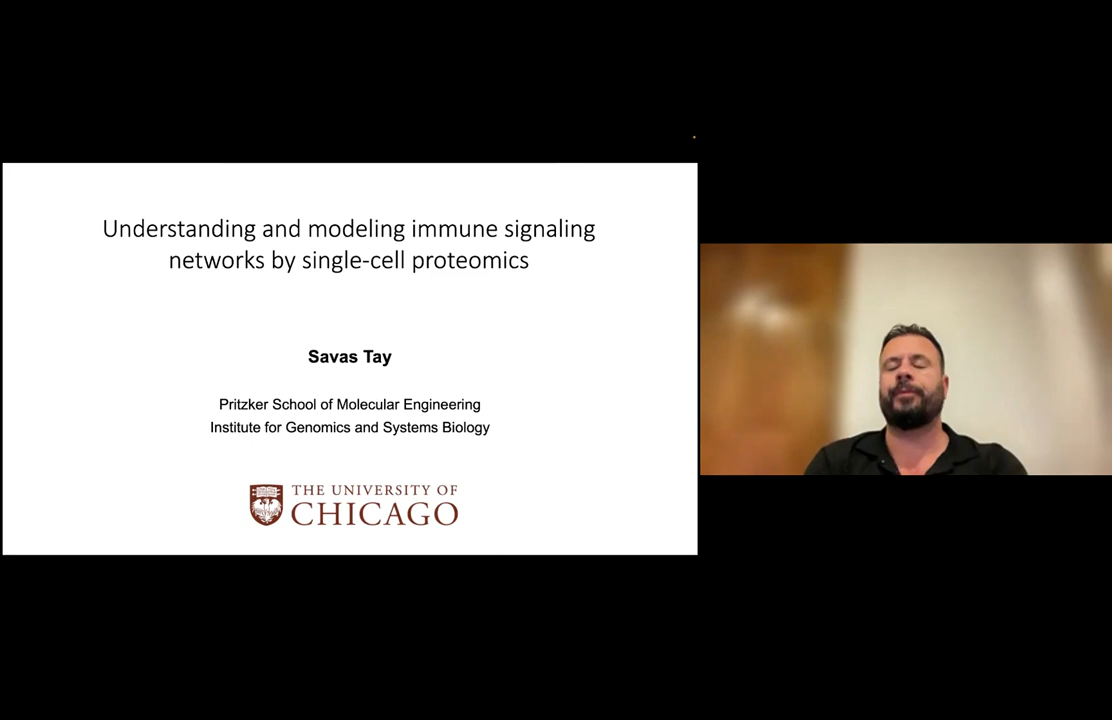 Understanding and modeling immune signaling
networks by single-cell proteomics
Savas Tay
Pritzker School of Molecular Engineering
Institute for Genomics and Systems Biology
THE UNIVERSITY OF
CHICAGO